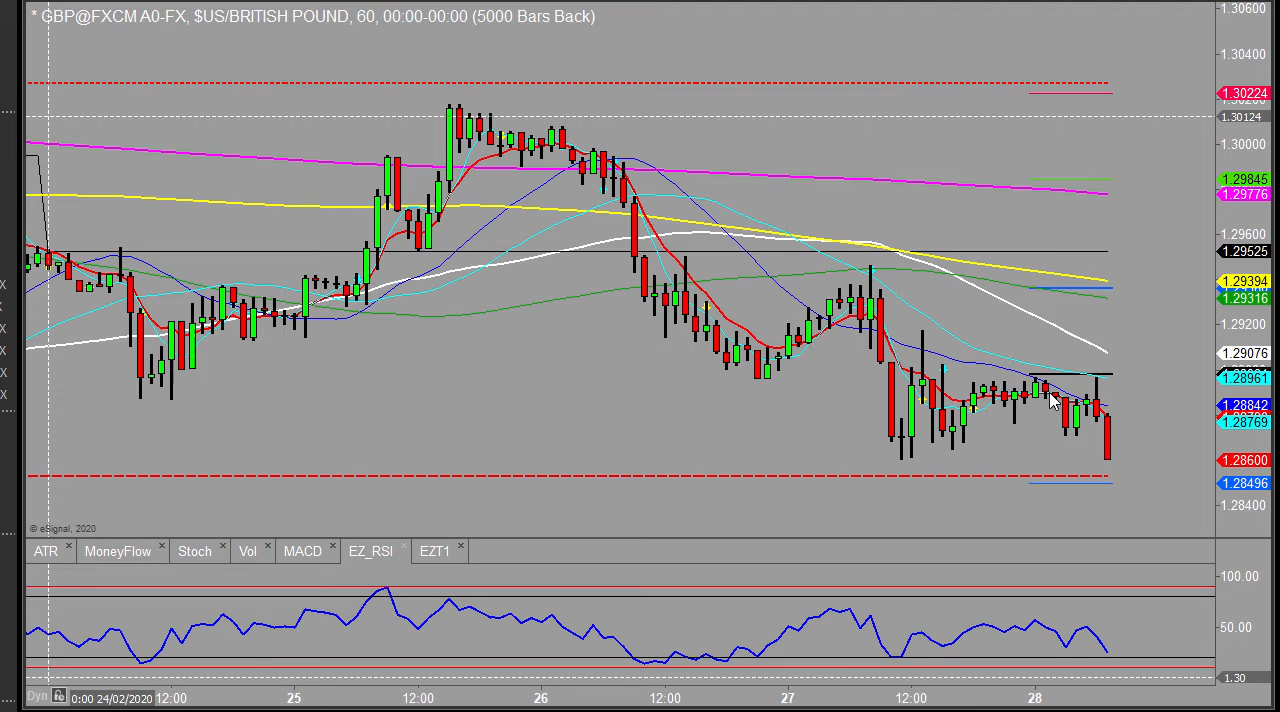 * GBP@FXCM A0-FX, $US/BRITISH POUND, 60, 00:00-00:00 (5000 Bars Back)
1.30600
1.30400
1.30224
1.30124
1.30000
1.29845
1.29776
1.29600
1.29525
1.29394
1.29316
1.29200
1.29076
1.28961
1.28842
1.28769
1.28600
1.28496
1.28400
X
X
X
X
X
© eSignal, 2020
ATR × MoneyFlow × Stoch × Vol × MACD × EZ_RSI × EZT1 ×
100.00
50.00
1.30
Dyn 0:00 24/02/2020 12:00 25 12:00 26 12:00 27 12:00 28